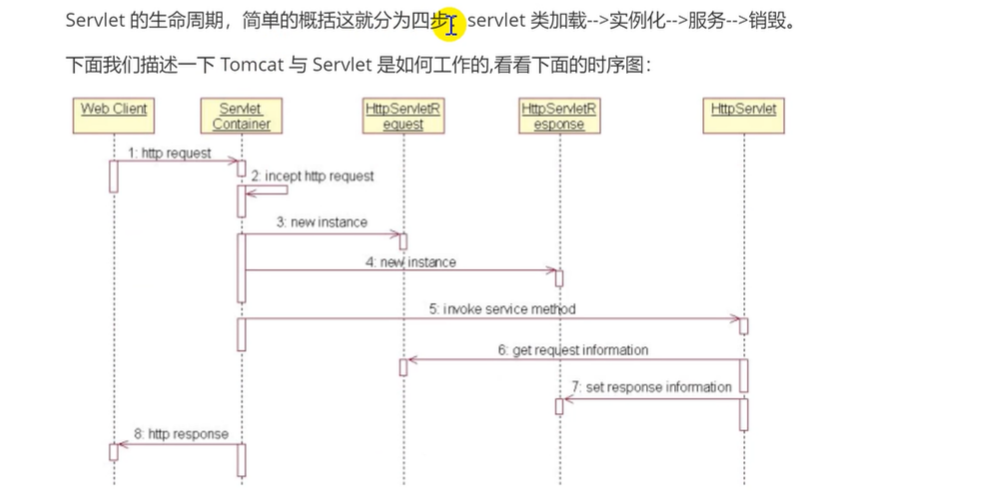 Servlet 的生命周期，简单的概括这就分为四步：servlet 类加载-->实例化-->服务-->销毁。
下面我们描述一下 Tomcat 与 Servlet 是如何工作的,看看下面的时序图：
Web Client
Servlet
Container
HttpServletR
equest
HttpServletR
esponse
HttpServlet
1: http request
2: incept http request
3: new instance
4: new instance
5: invoke service method
6: get request information
7: set response information
8: http response